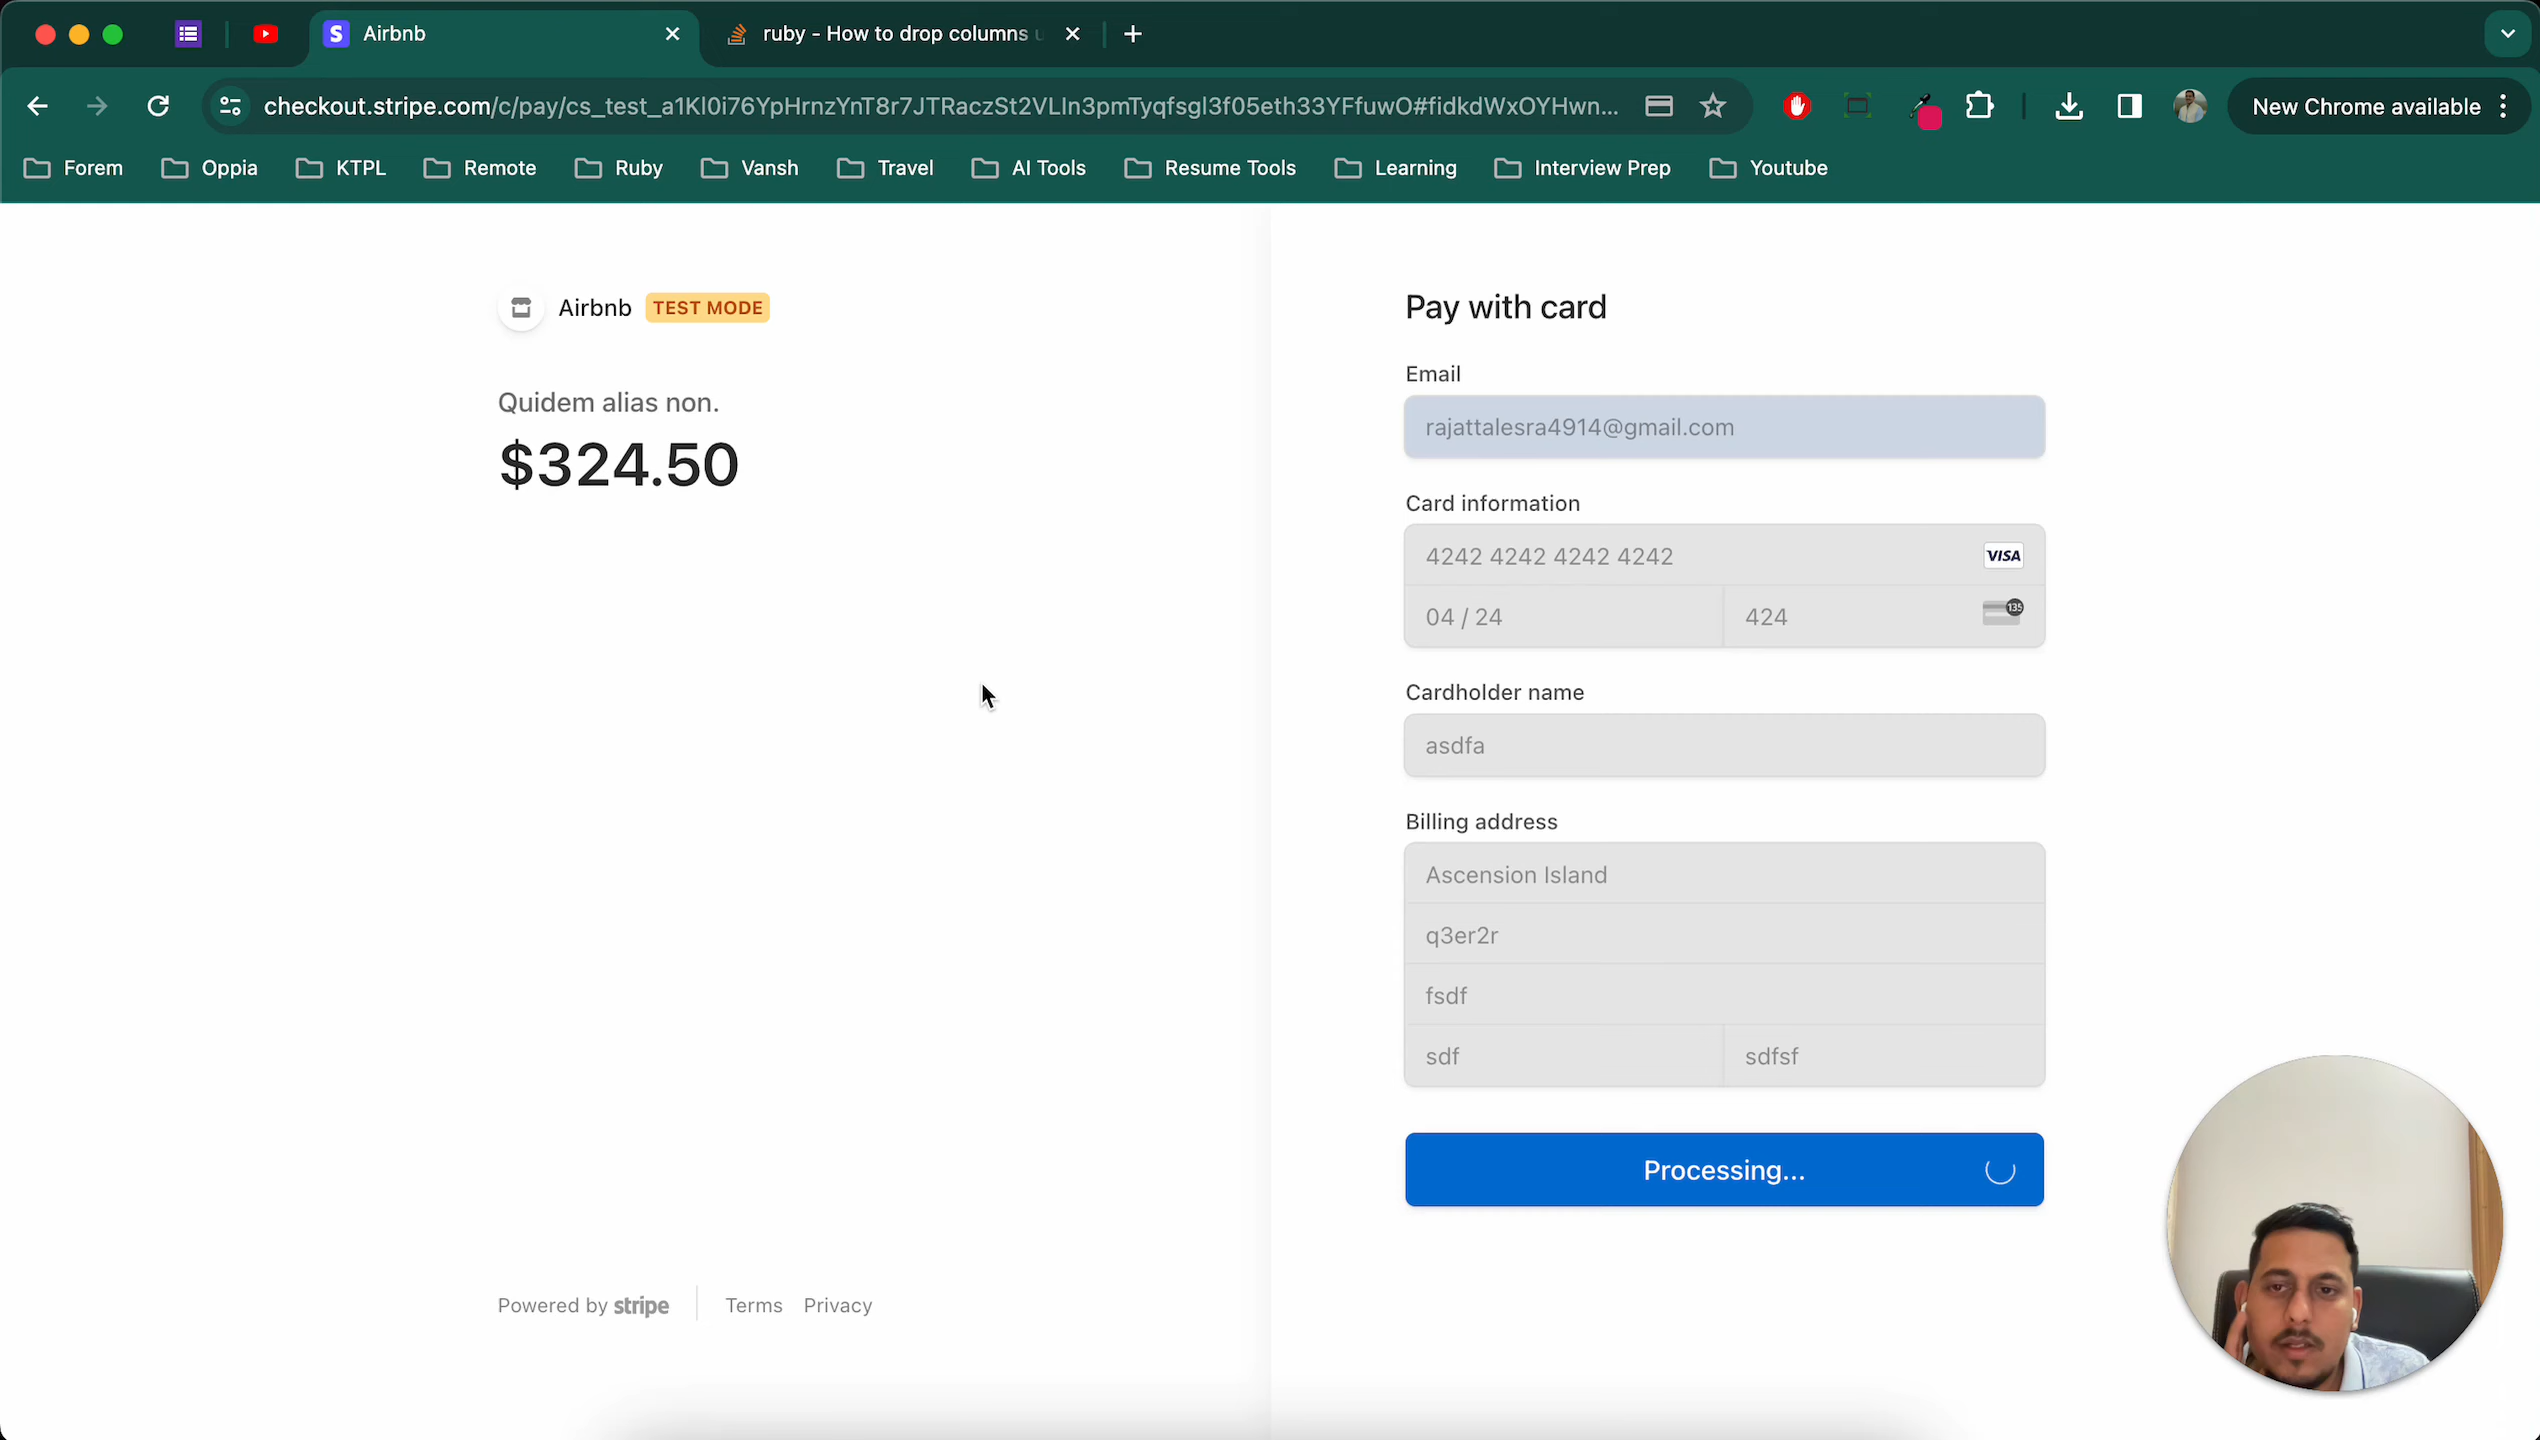 S Airbnb
ruby - How to drop columns u
checkout.stripe.com/c/pay/cs_test_a1Kl0i76YpHrnzYnT8r7JTRaczSt2VLIn3pmTyqfsgl3f05eth33YFfuwO#fidkdWxOYHwn...
New Chrome available
Forem Oppia KTPL Remote Ruby Vansh Travel AI Tools Resume Tools Learning Interview Prep Youtube
Airbnb TEST MODE
Quidem alias non.
$324.50
Powered by stripe
Terms Privacy
Pay with card
Email
rajattalesra4914@gmail.com
Card information
4242 4242 4242 4242 VISA
04 / 24 424 135
Cardholder name
asdfa
Billing address
Ascension Island
q3er2r
fsdf
sdf sdfsf
Processing...